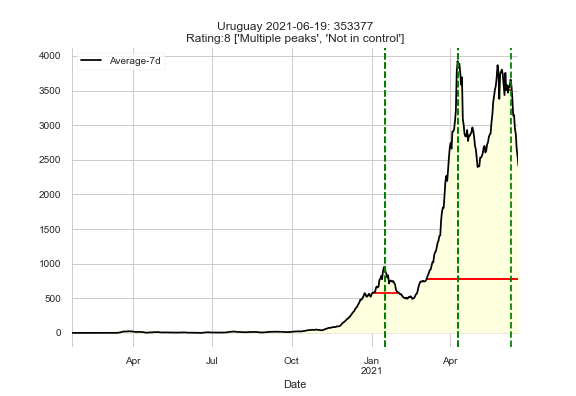 Uruguay 2021-06-19: 353377
Rating:8 ['Multiple peaks', 'Not in control']
Average-7d
4000
3500
3000
2500
2000
1500
1000
500
0
Apr
Jul
Oct
Jan
2021
Apr
Date